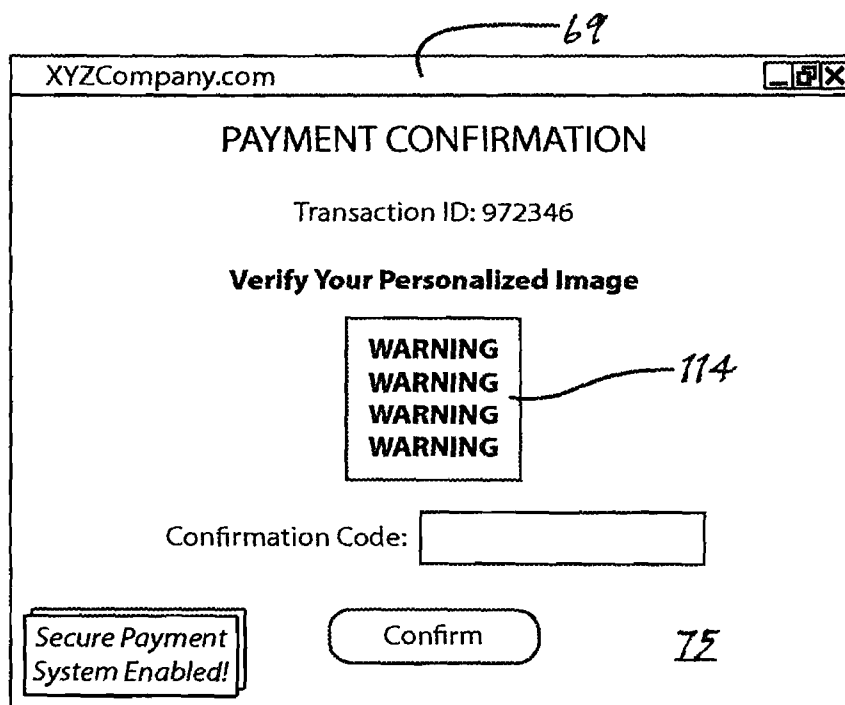 69
XYZCompany.com
PAYMENT CONFIRMATION
Transaction ID: 972346
Verify Your Personalized Image
WARNING
WARNING
WARNING
WARNING
114
Confirmation Code:
Secure Payment
System Enabled!
Confirm
75